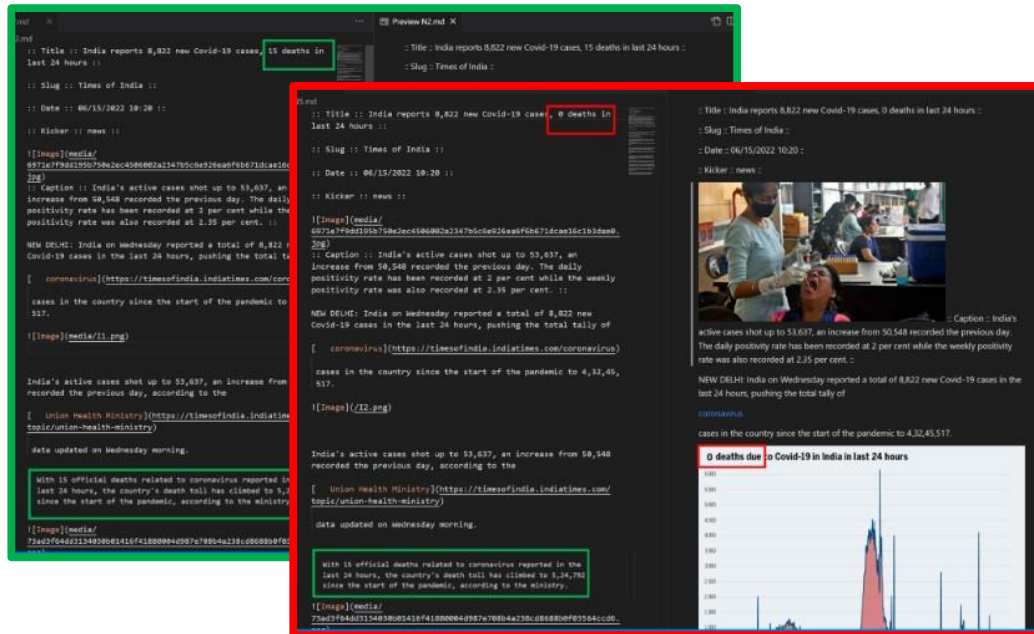 .md
Preview N2.md
2.md
:: Title :: India reports 8,822 new Covid-19 cases, 15 deaths in
last 24 hours ::
:: Slug :: Times of India ::
:: Date :: 06/15/2022 10:20 ::
:: Kicker :: news ::
![Image](media/
jpg)
:: Caption :: India's active cases shot up to 53,637, an
increase from 50,548 recorded the previous day. The daily
positivity rate has been recorded at 2 per cent while the
positivity rate was also recorded at 2.35 per cent. ::
NEW DELHI: India on Wednesday reported a total of 8,822
Covid-19 cases in the last 24 hours, pushing the total
[ coronavirus](https://timesofindia.indiatimes.com/
cases in the country since the start of the pandemic to
517.
![Image](media/I1.png)
India's active cases shot up to 53,637, an increase from
recorded the previous day, according to the
[ Union Health Ministry](https://timesofindia.indiatimes
topic/union-health-ministry)
data updated on Wednesday morning.
With 15 official deaths related to coronavirus reported in
last 24 hours, the country's death toll has climbed to 5,2
since the start of the pandemic, according to the ministry
![Image](media/
:: Title :: India reports 8,822 new Covid-19 cases, 15 deaths in last 24 hours ::
:: Slug :: Times of India ::
.md
:: Title :: India reports 8,822 new Covid-19 cases, 0 deaths in
last 24 hours ::
:: Slug :: Times of India ::
:: Date :: 06/15/2022 10:20 ::
:: Kicker :: news ::
![Image](media/
jpg)
:: Caption :: India's active cases shot up to 53,637, an
increase from 50,548 recorded the previous day. The daily
positivity rate has been recorded at 2 per cent while the weekly
positivity rate was also recorded at 2.35 per cent. ::
NEW DELHI: India on Wednesday reported a total of 8,822 new
Covid-19 cases in the last 24 hours, pushing the total tally of
[ coronavirus](https://timesofindia.indiatimes.com/coronavirus)
cases in the country since the start of the pandemic to 4,32,45,
517.
![Image](/I2.png)
India's active cases shot up to 53,637, an increase from 50,548
recorded the previous day, according to the
[ Union Health Ministry](https://timesofindia.indiatimes.com/
topic/union-health-ministry)
data updated on Wednesday morning.
With 15 official deaths related to coronavirus reported in the
last 24 hours, the country's death toll has climbed to 5,24,792
since the start of the pandemic, according to the ministry.
![Image](media/
:: Title :: India reports 8,822 new Covid-19 cases, 0 deaths in last 24 hours ::
:: Slug :: Times of India ::
:: Date :: 06/15/2022 10:20 ::
:: Kicker :: news ::
:: Caption :: India's
active cases shot up to 53,637, an increase from 50,548 recorded the previous day.
The daily positivity rate has been recorded at 2 per cent while the weekly positivity
rate was also recorded at 2.35 per cent. ::
NEW DELHI: India on Wednesday reported a total of 8,822 new Covid-19 cases in the
last 24 hours, pushing the total tally of
coronavirus
cases in the country since the start of the pandemic to 4,32,45,517.
0 deaths due to Covid-19 in India in last 24 hours